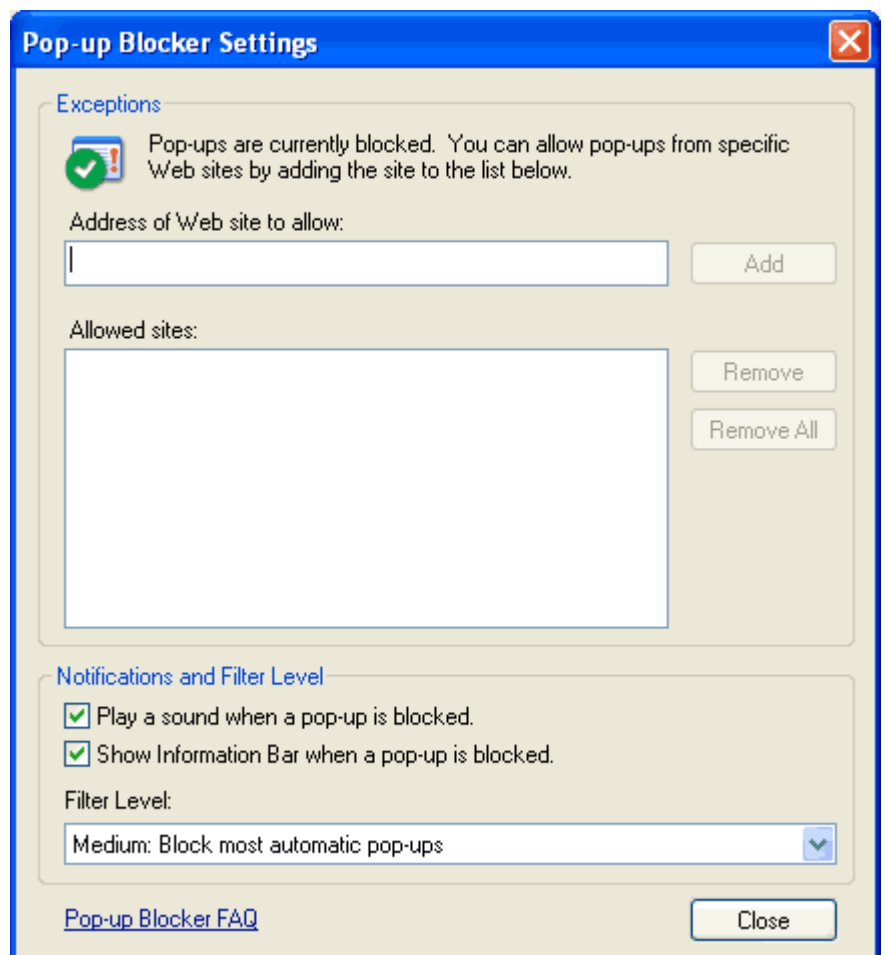 Pop-up Blocker Settings
Exceptions
Pop-ups are currently blocked. You can allow pop-ups from specific
Web sites by adding the site to the list below.
Address of Web site to allow:
Add
Allowed sites:
Remove
Remove All
Notifications and Filter Level
Play a sound when a pop-up is blocked.
Show Information Bar when a pop-up is blocked.
Filter Level:
Medium: Block most automatic pop-ups
Pop-up Blocker FAQ
Close